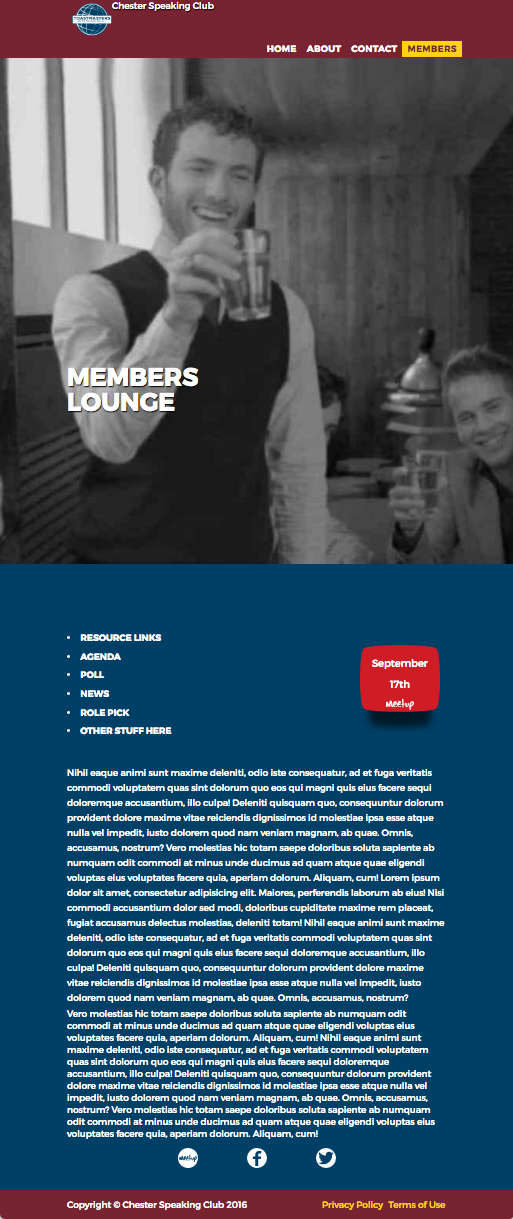 TOASTMASTERS
Chester Speaking Club
HOME ABOUT CONTACT MEMBERS
MEMBERS
LOUNGE
• RESOURCE LINKS
• AGENDA
• POLL
• NEWS
• ROLE PICK
• OTHER STUFF HERE
September
17th
Meetup
Nihil eaque animi sunt maxime deleniti, odio iste consequatur, ad et fuga veritatis
commodi voluptatem quas sint dolorum quo eos qui magni quis eius facere sequi
doloremque accusantium, illo culpa! Deleniti quisquam quo, consequuntur dolorum
provident dolore maxime vitae reiciendis dignissimos id molestiae ipsa esse atque
nulla vel impedit, iusto dolorem quod nam veniam magnam, ab quae. Omnis,
accusamus, nostrum? Vero molestias hic totam saepe doloribus soluta sapiente ab
numquam odit commodi at minus unde ducimus ad quam atque quae eligendi
voluptas eius voluptates facere quia, aperiam dolorum. Aliquam, cum! Lorem ipsum
dolor sit amet, consectetur adipisicing elit. Maiores, perferendis laborum ab eius! Nisi
commodi accusantium dolor sed modi, doloribus cupiditate maxime rem placeat,
fugiat accusamus delectus molestias, deleniti totam! Nihil eaque animi sunt maxime
deleniti, odio iste consequatur, ad et fuga veritatis commodi voluptatem quas sint
dolorum quo eos qui magni quis eius facere sequi doloremque accusantium, illo
culpa! Deleniti quisquam quo, consequuntur dolorum provident dolore maxime
vitae reiciendis dignissimos id molestiae ipsa esse atque nulla vel impedit, iusto
dolorem quod nam veniam magnam, ab quae. Omnis, accusamus, nostrum?
Vero molestias hic totam saepe doloribus soluta sapiente ab numquam odit
commodi at minus unde ducimus ad quam atque quae eligendi voluptas eius
voluptates facere quia, aperiam dolorum. Aliquam, cum! Nihil eaque animi sunt
maxime deleniti, odio iste consequatur, ad et fuga veritatis commodi voluptatem
quas sint dolorum quo eos qui magni quis eius facere sequi doloremque
accusantium, illo culpa! Deleniti quisquam quo, consequuntur dolorum provident
dolore maxime vitae reiciendis dignissimos id molestiae ipsa esse atque nulla vel
impedit, iusto dolorem quod nam veniam magnam, ab quae. Omnis, accusamus,
nostrum? Vero molestias hic totam saepe doloribus soluta sapiente ab numquam
odit commodi at minus unde ducimus ad quam atque quae eligendi voluptas eius
voluptates facere quia, aperiam dolorum. Aliquam, cum!
Meetup
Copyright © Chester Speaking Club 2016 Privacy Policy Terms of Use